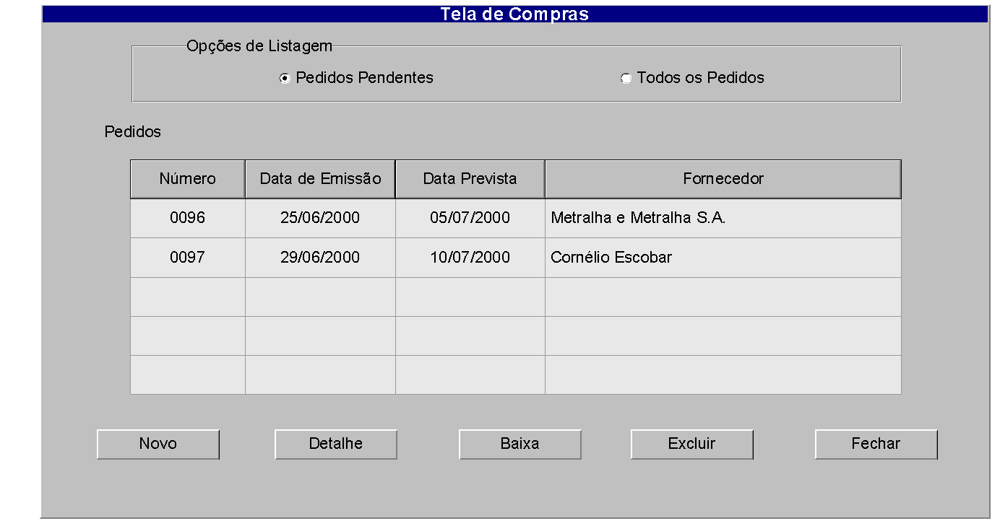 Tela de Compras
Opções de Listagem
Pedidos Pendentes Todos os Pedidos
Pedidos
Número Data de Emissão Data Prevista Fornecedor
0096 25/06/2000 05/07/2000 Metralha e Metralha S.A.
0097 29/06/2000 10/07/2000 Cornélio Escobar
Novo Detalhe Baixa Excluir Fechar